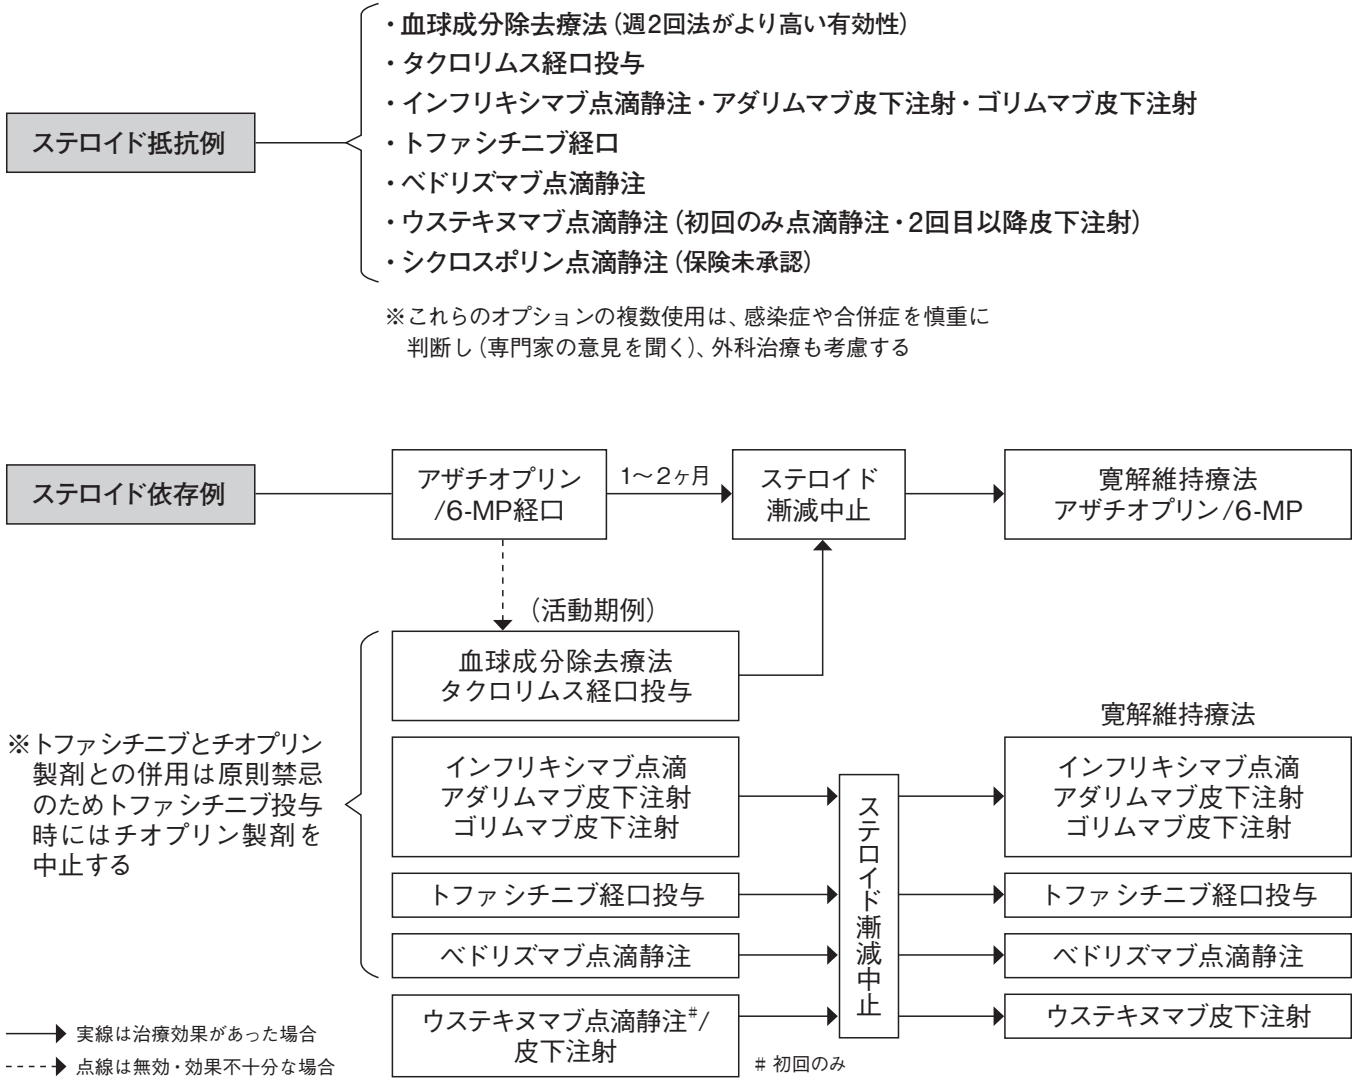 ステロイド抵抗例
・血球成分除去療法(週2回法がより高い有効性)
・タクロリムス経口投与
・インフリキシマブ点滴静注・アダリムマブ皮下注射・ゴリムマブ皮下注射
・トファシチニブ経口
・ベドリズマブ点滴静注
・ウステキヌマブ点滴静注(初回のみ点滴静注・2回目以降皮下注射)
・シクロスポリン点滴静注(保険未承認)
※これらのオプションの複数使用は、感染症や合併症を慎重に
判断し(専門家の意見を聞く)、外科治療も考慮する
ステロイド依存例
アザチオプリン
/6-MP経口
1〜2ヶ月
ステロイド
漸減中止
寛解維持療法
アザチオプリン/6-MP
(活動期例)
血球成分除去療法
タクロリムス経口投与
※トファシチニブとチオプリン
製剤との併用は原則禁忌
のためトファシチニブ投与
時にはチオプリン製剤を
中止する
インフリキシマブ点滴
アダリムマブ皮下注射
ゴリムマブ皮下注射
トファシチニブ経口投与
ベドリズマブ点滴静注
ウステキヌマブ点滴静注#/
皮下注射
# 初回のみ
ステロイド漸減中止
寛解維持療法
インフリキシマブ点滴
アダリムマブ皮下注射
ゴリムマブ皮下注射
トファシチニブ経口投与
ベドリズマブ点滴静注
ウステキヌマブ皮下注射
実線は治療効果があった場合
点線は無効・効果不十分な場合